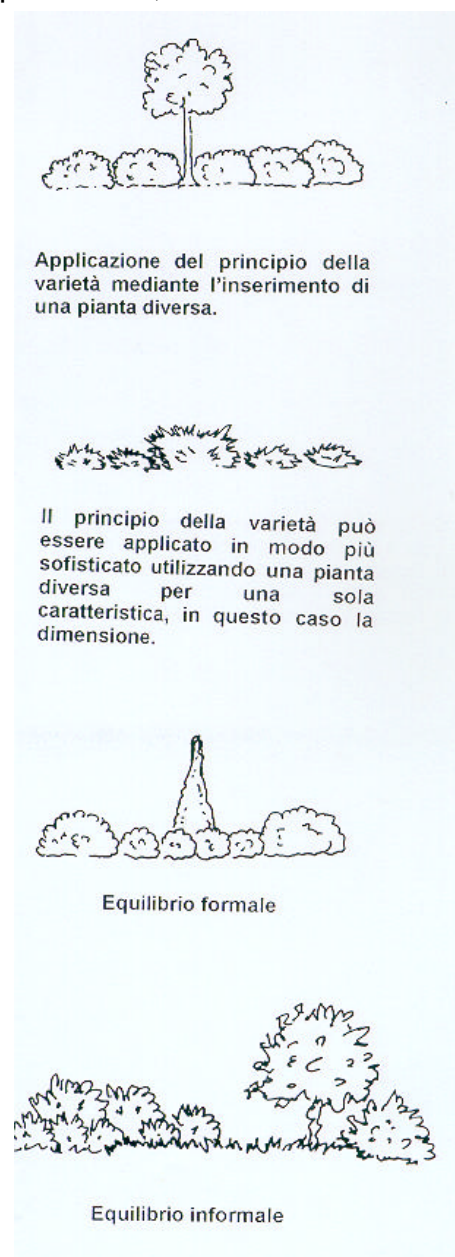 Applicazione del principio della
varietà mediante l'inserimento di
una pianta diversa.
Il principio della varietà può
essere applicato in modo più
sofisticato utilizzando una pianta
diversa per una sola
caratteristica, in questo caso la
dimensione.
Equilibrio formale
Equilibrio informale